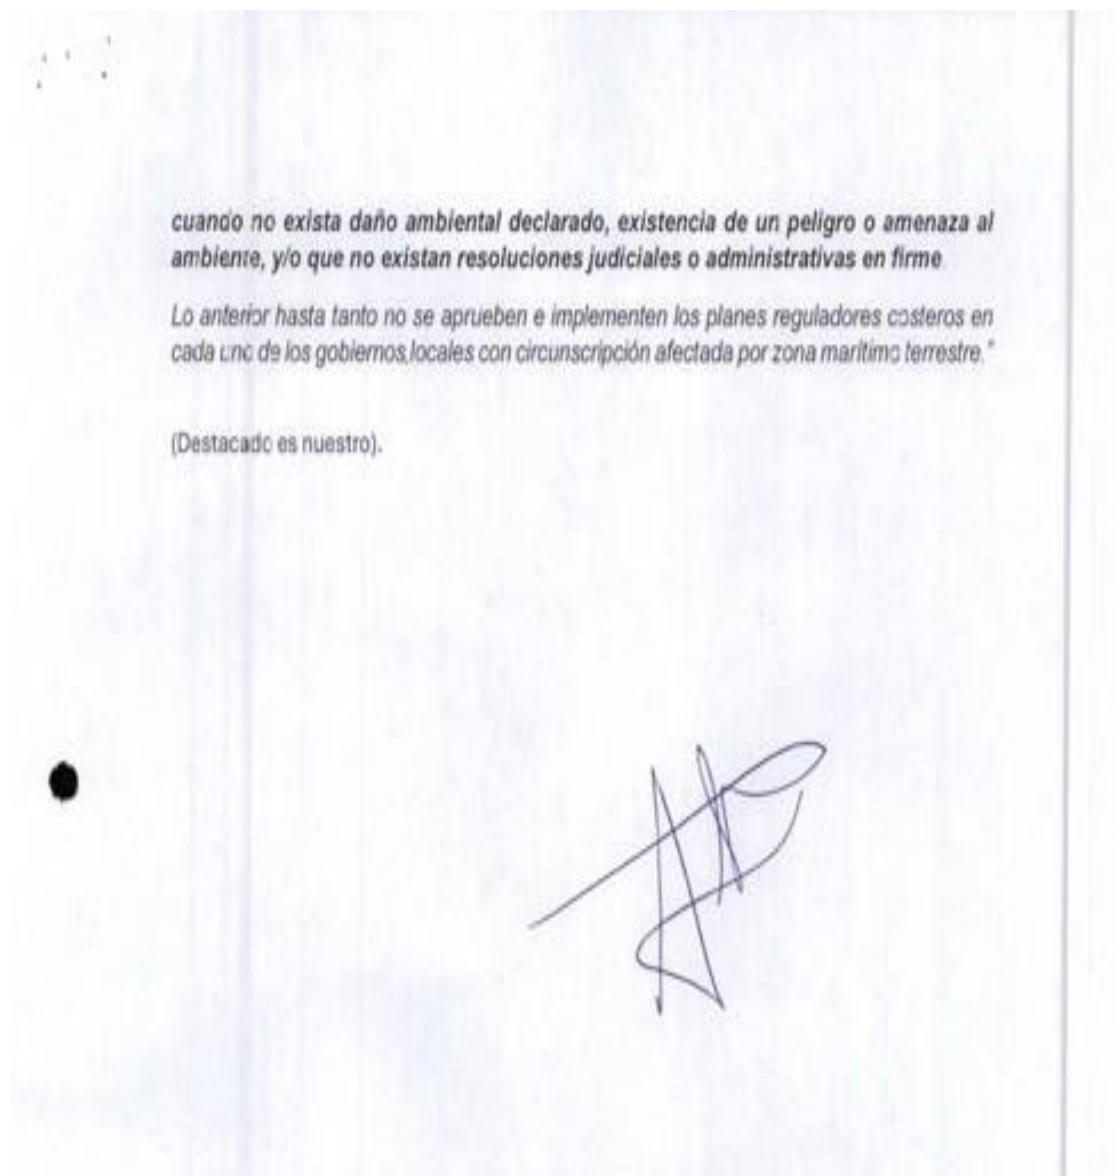 cuando no exista daño ambiental declarado, existencia de un peligro o amenaza al
ambiente, y/o que no existan resoluciones judiciales o administrativas en firme.
Lo anterior hasta tanto no se aprueben e implementen los planes reguladores costeros en
cada uno de los gobiernos locales con circunscripción afectada por zona marítimo terrestre."
(Destacado es nuestro).